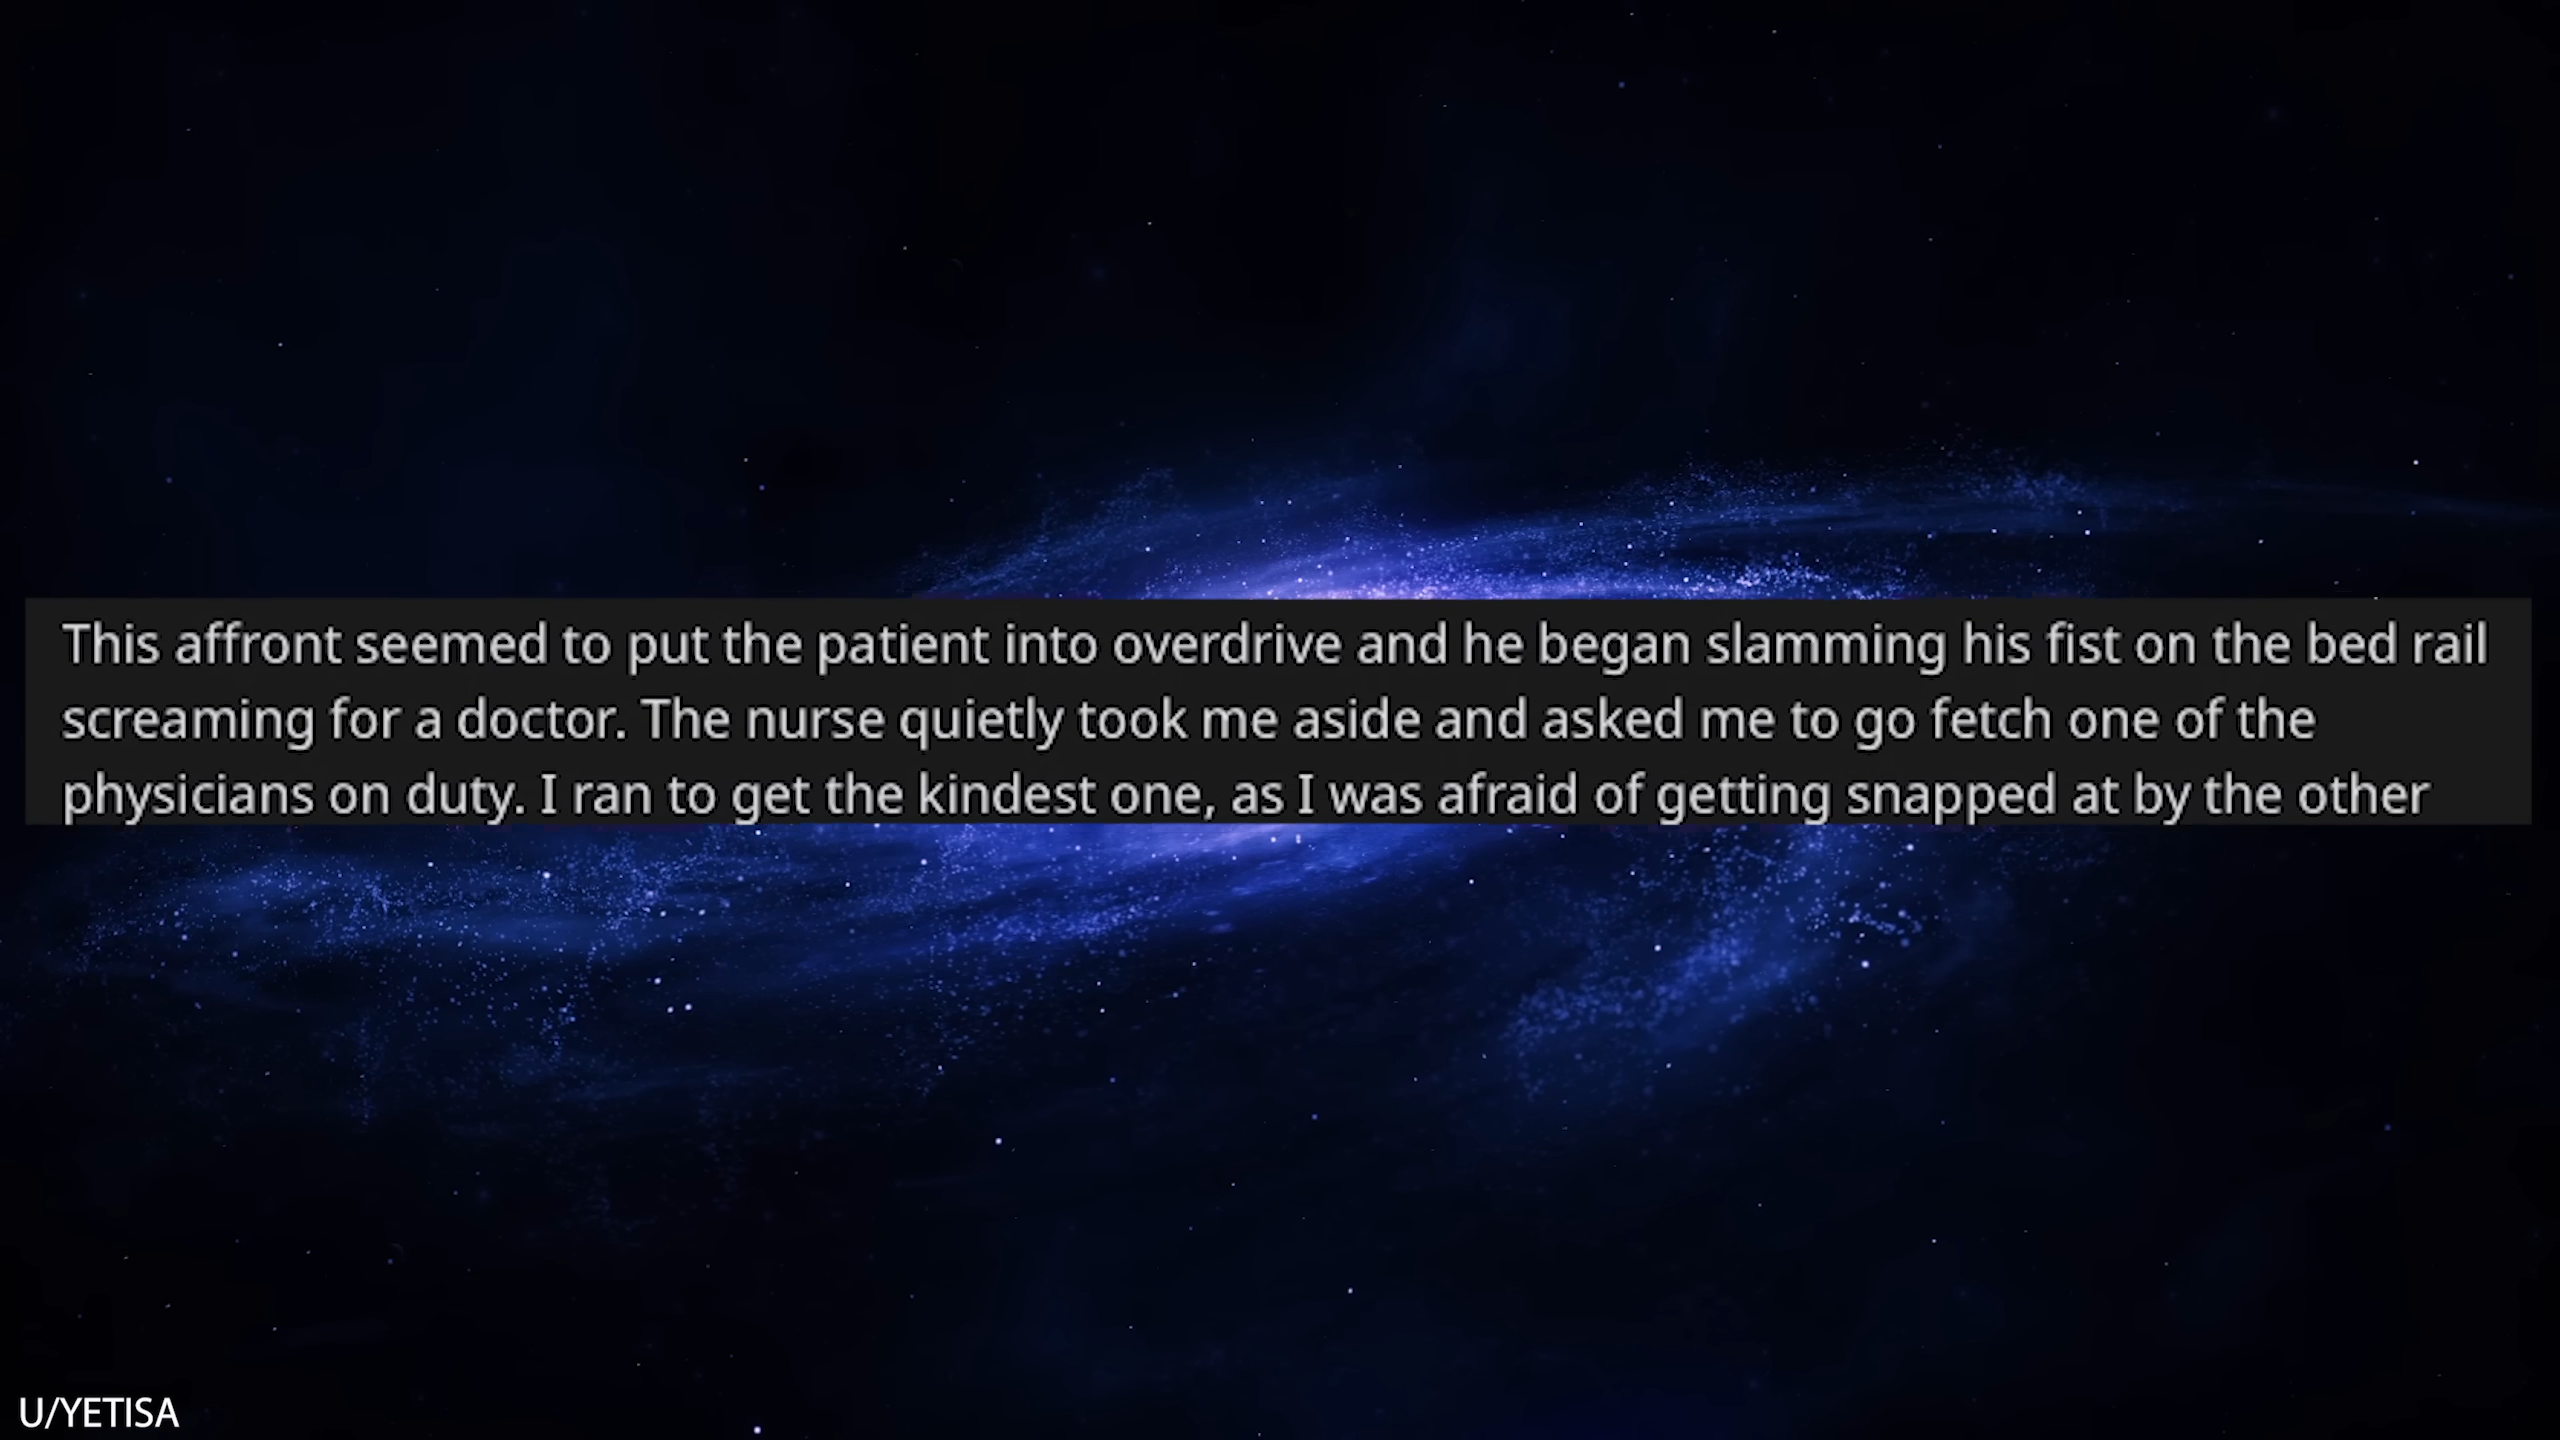 This affront seemed to put the patient into overdrive and he began slamming his fist on the bed rail
screaming for a doctor. The nurse quietly took me aside and asked me to go fetch one of the
physicians on duty. I ran to get the kindest one, as I was afraid of getting snapped at by the other
U/YETISA